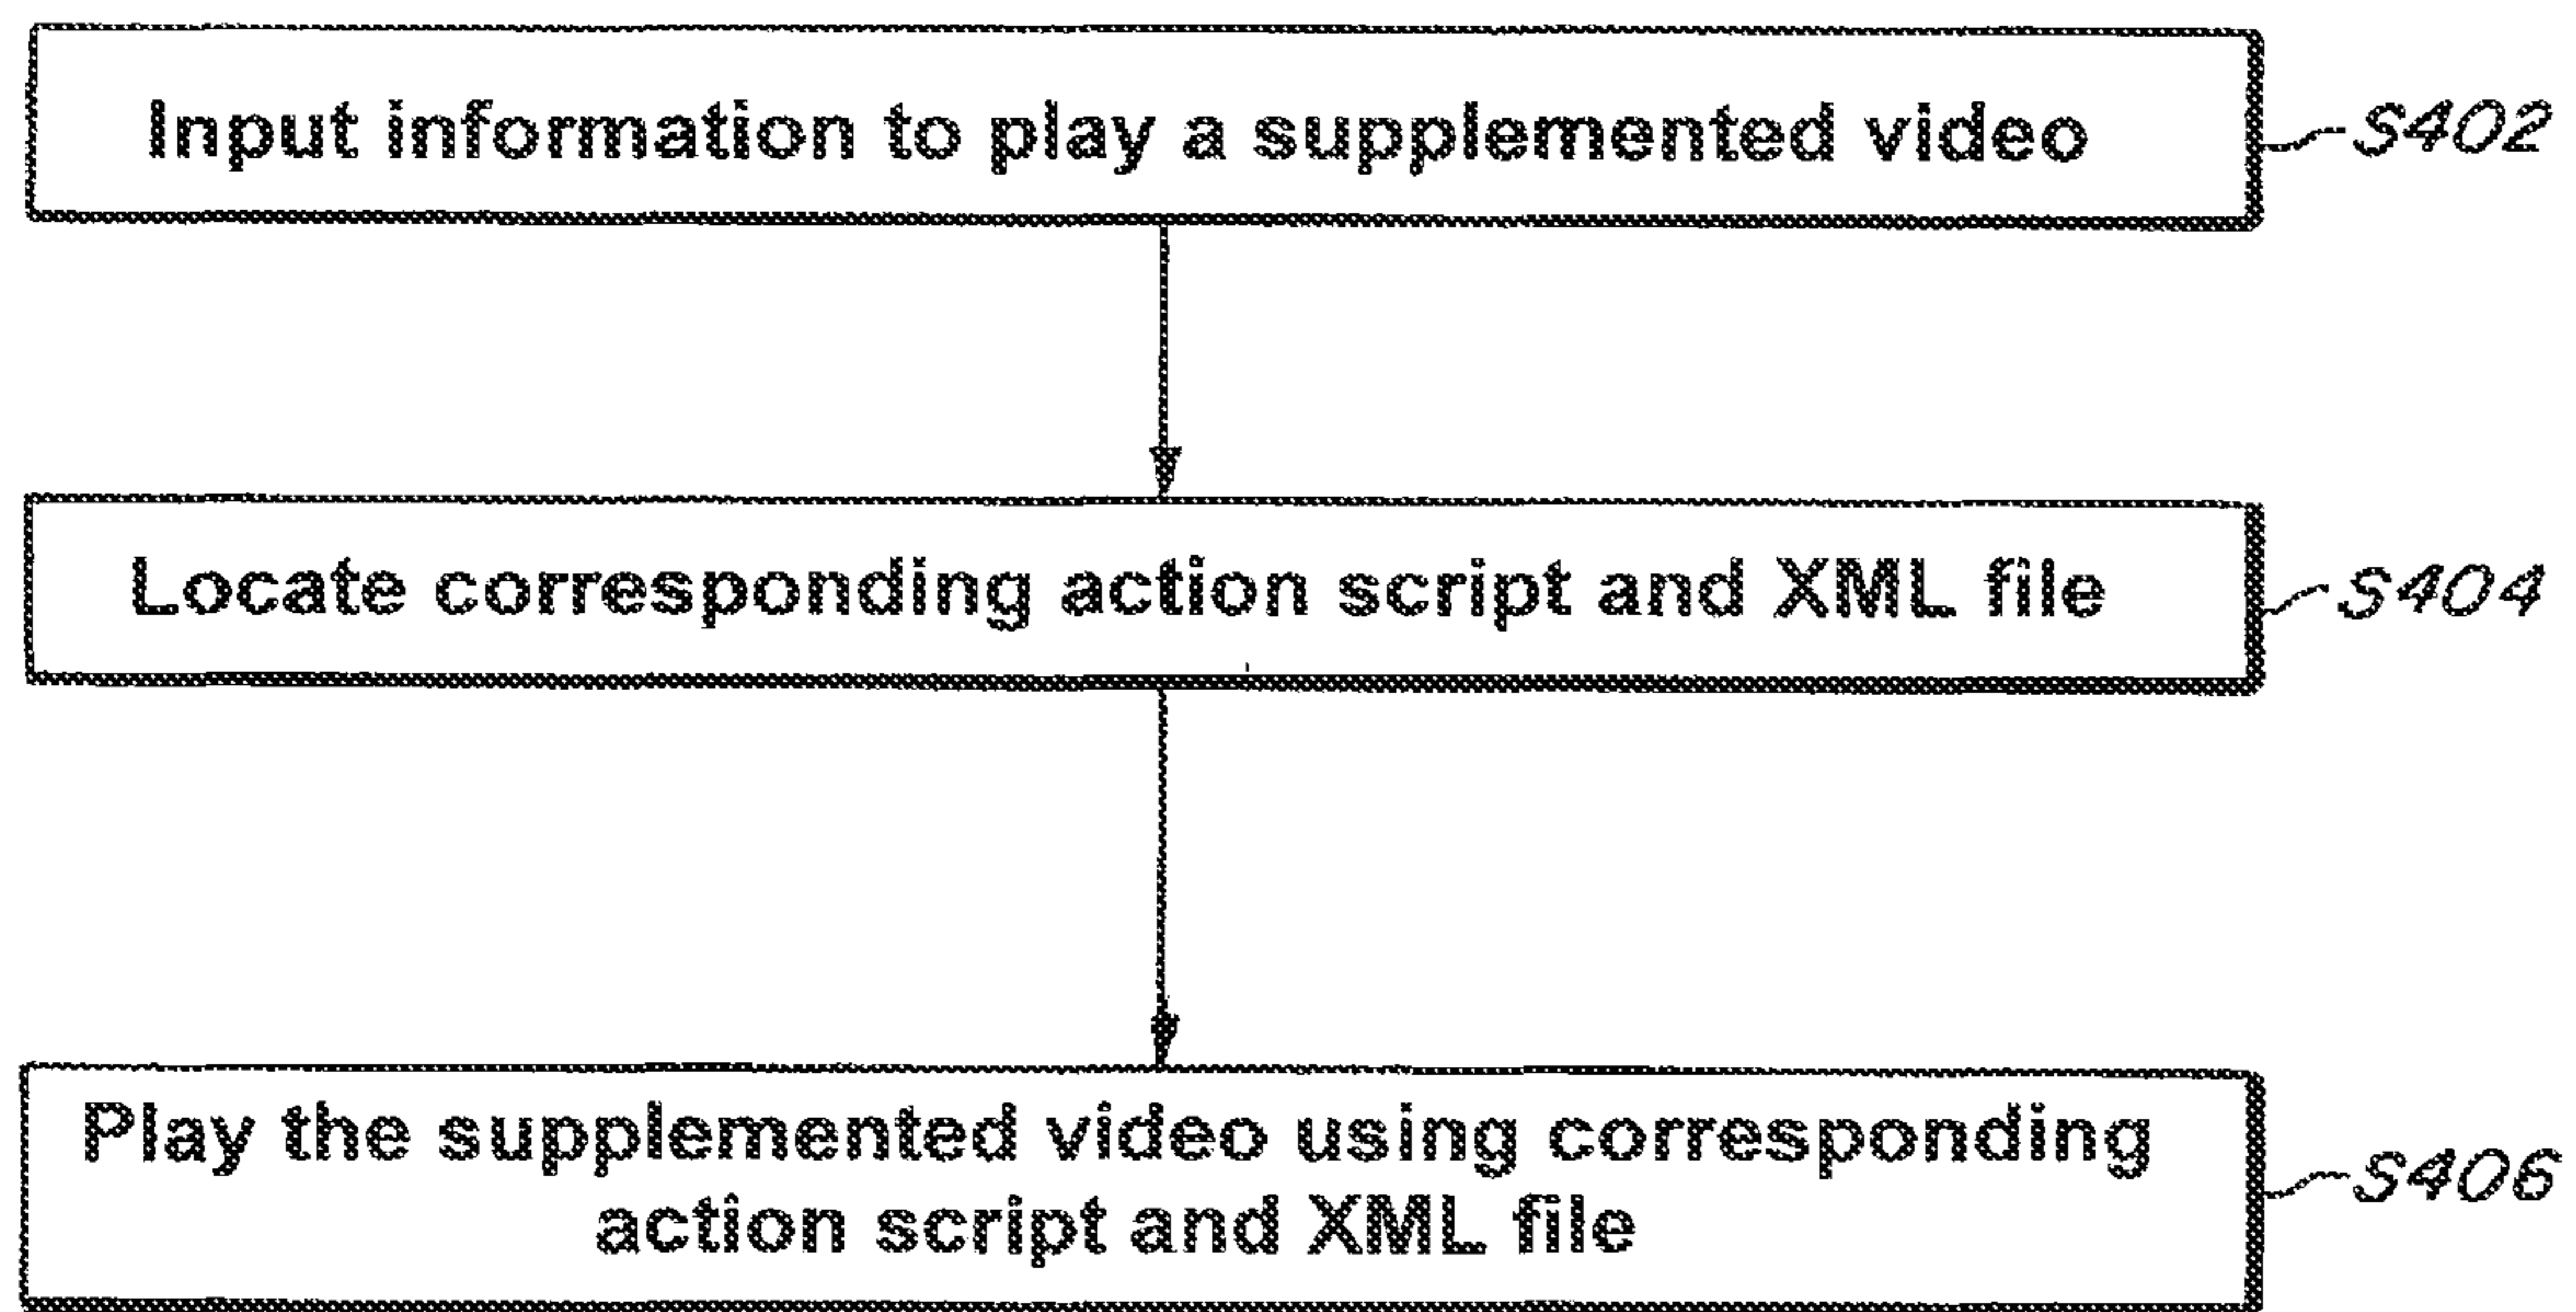 Input information to play a supplemented video
S402
Locate corresponding action script and XML file
S404
Play the supplemented video using corresponding
action script and XML file
S406